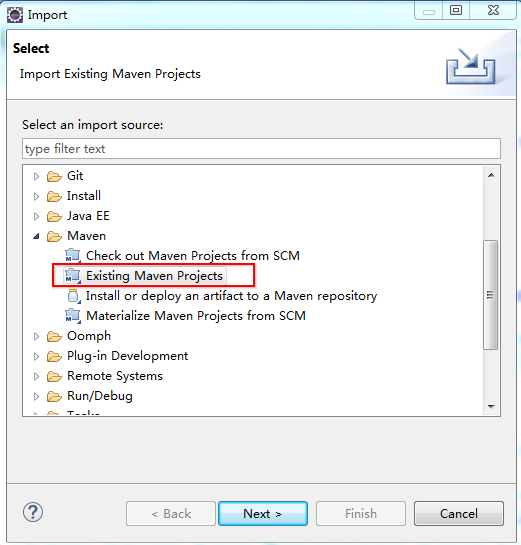 Import
Select
Import Existing Maven Projects
Select an import source:
type filter text
Git
Install
Java EE
Maven
Check out Maven Projects from SCM
Existing Maven Projects
Install or deploy an artifact to a Maven repository
Materialize Maven Projects from SCM
Oomph
Plug-in Development
Remote Systems
Run/Debug
Tasks
? < Back Next > Finish Cancel